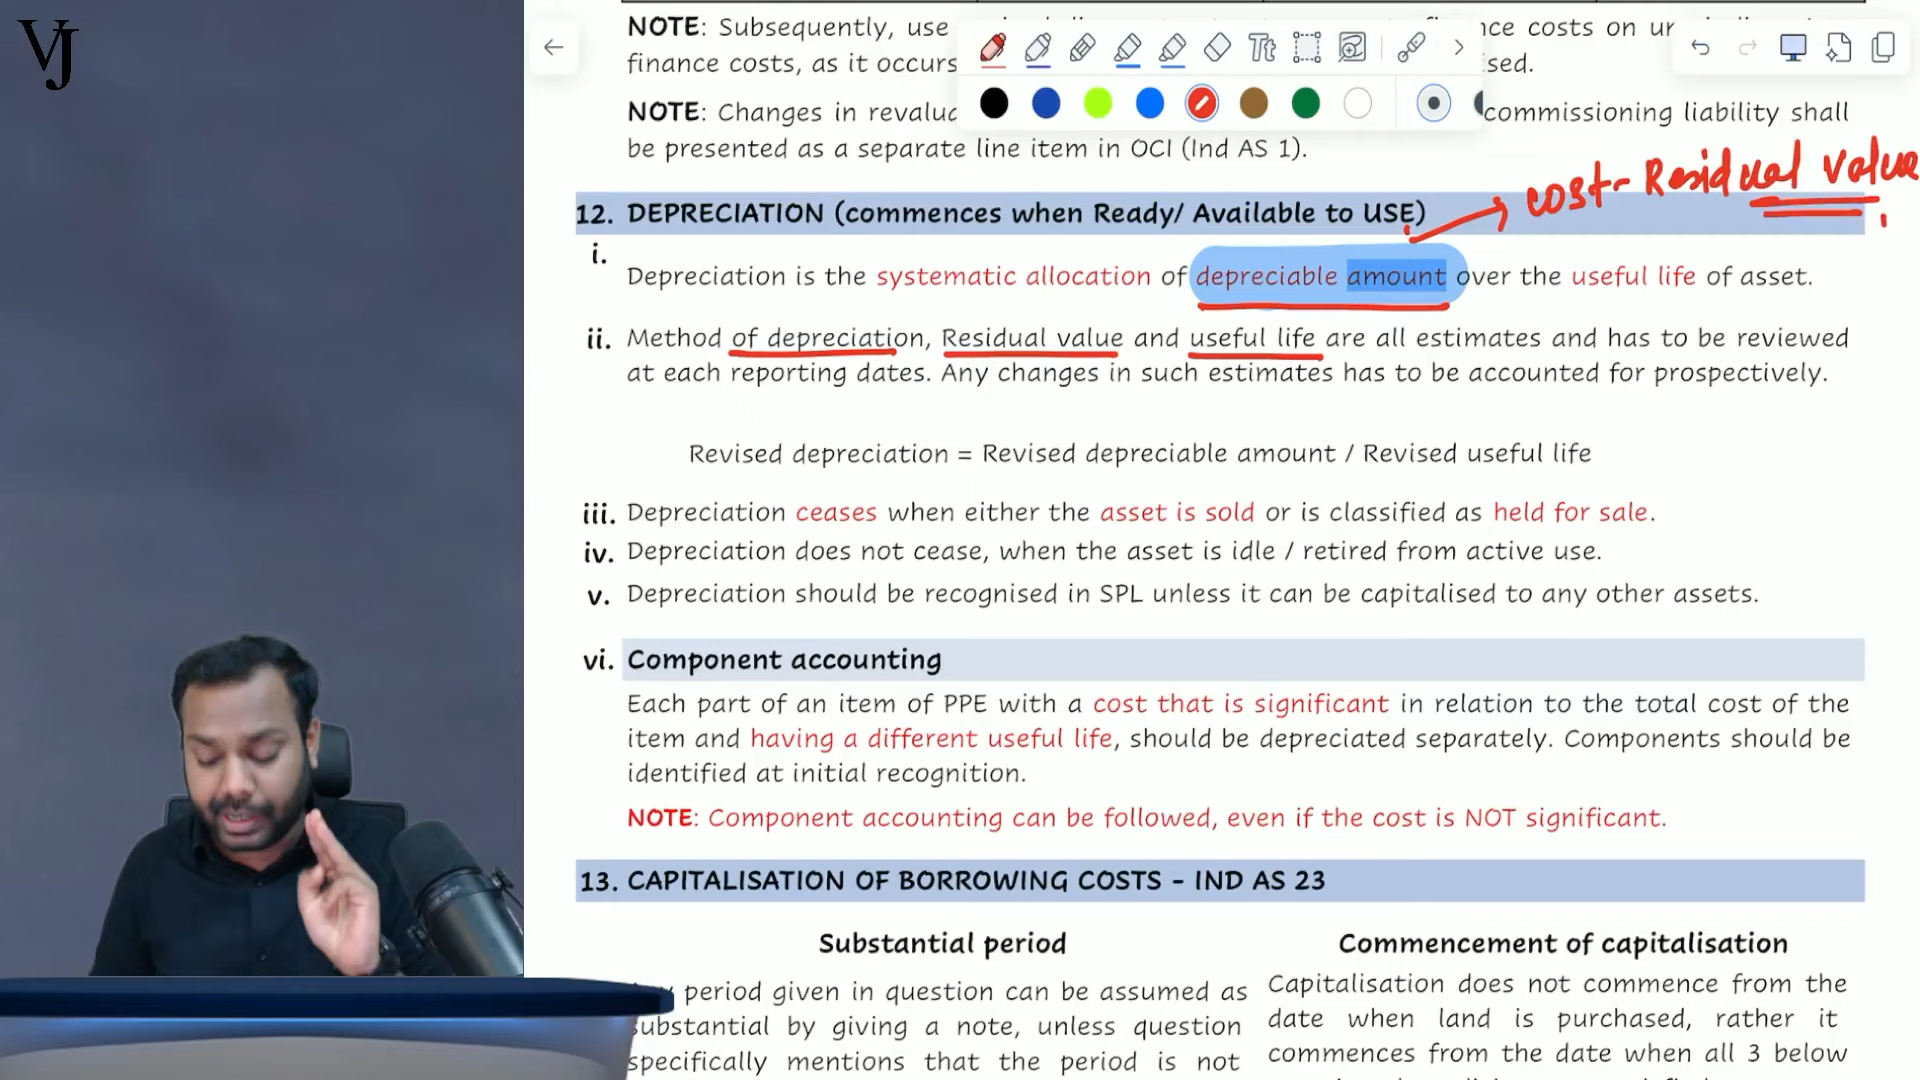 VJ
NOTE: Subsequently, use finance costs on
finance costs, as it occurs
Tt
NOTE: Changes in commissioning liability shall
be presented as a separate line item in OCI (Ind AS 1).
cost - Residual value
12. DEPRECIATION (commences when Ready/ Available to USE)
i.
Depreciation is the systematic allocation of depreciable amount over the useful life of asset.
ii. Method of depreciation, Residual value and useful life are all estimates and has to be reviewed
at each reporting dates. Any changes in such estimates has to be accounted for prospectively.
Revised depreciation = Revised depreciable amount / Revised useful life
iii. Depreciation ceases when either the asset is sold or is classified as held for sale.
iv. Depreciation does not cease, when the asset is idle / retired from active use.
v. Depreciation should be recognised in SPL unless it can be capitalised to any other assets.
vi. Component accounting
Each part of an item of PPE with a cost that is significant in relation to the total cost of the
item and having a different useful life, should be depreciated separately. Components should be
identified at initial recognition.
NOTE: Component accounting can be followed, even if the cost is NOT significant.
13. CAPITALISATION OF BORROWING COSTS - IND AS 23
Substantial period
period given in question can be assumed as
substantial by giving a note, unless question
specifically mentions that the period is not
Commencement of capitalisation
Capitalisation does not commence from the
date when land is purchased, rather it
commences from the date when all 3 below